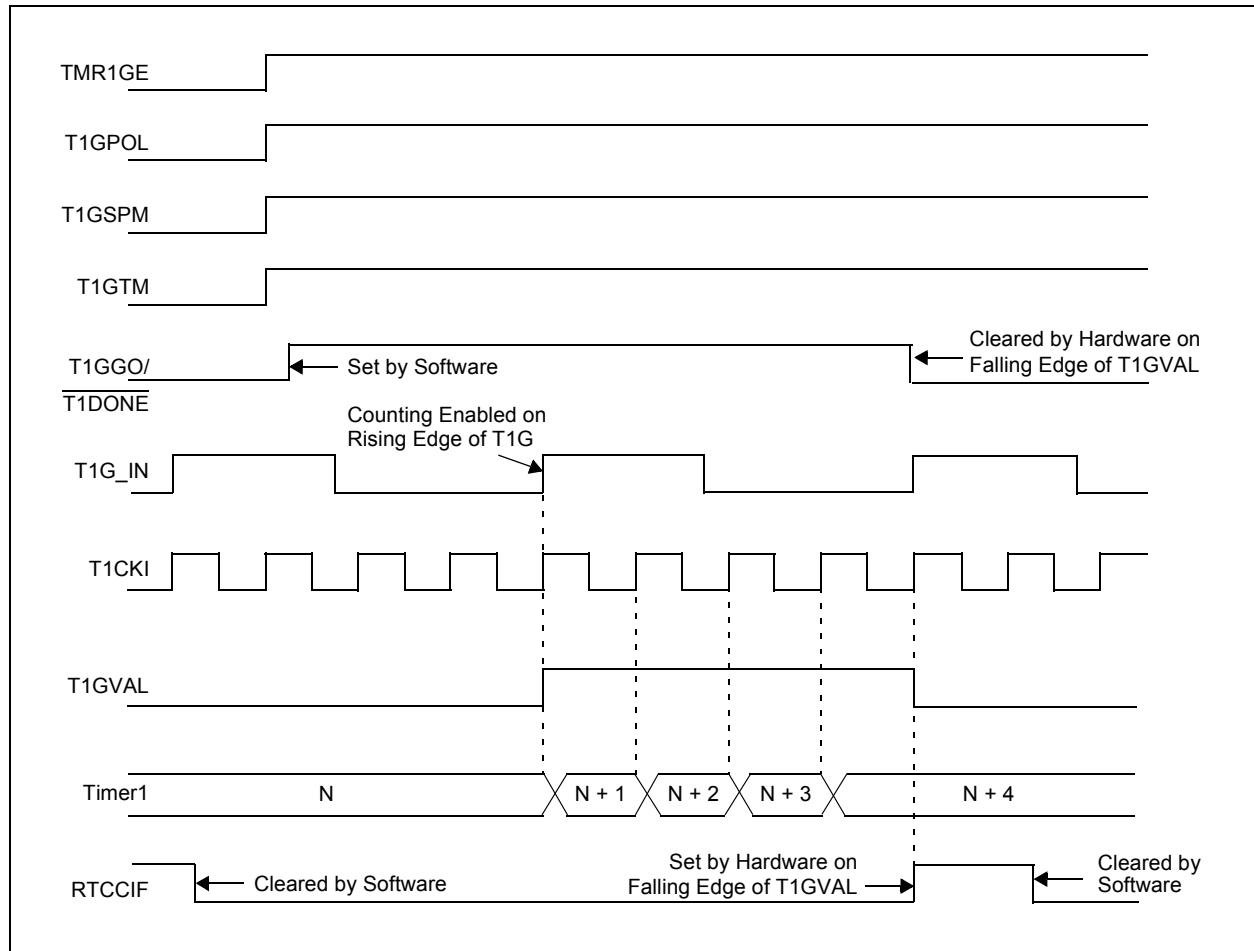 TMR1GE
T1GPOL
T1GSPM
T1GTM
T1GGO/
T1DONE
Set by Software
Cleared by Hardware on
Falling Edge of T1GVAL
Counting Enabled on
Rising Edge of T1G
T1G_IN
T1CKI
T1GVAL
Timer1
N
N + 1
N + 2
N + 3
N + 4
RTCCIF
Cleared by Software
Set by Hardware on
Falling Edge of T1GVAL
Cleared by
Software